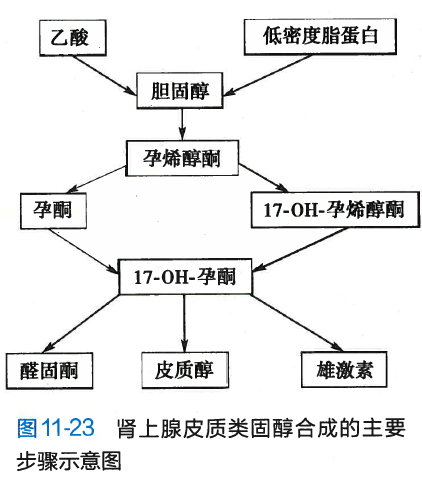 乙酸
低密度脂蛋白
胆固醇
孕烯醇酮
孕酮
17-OH-孕烯醇酮
17-OH-孕酮
醛固酮
皮质醇
雄激素
图11-23 肾上腺皮质类固醇合成的主要
步骤示意图